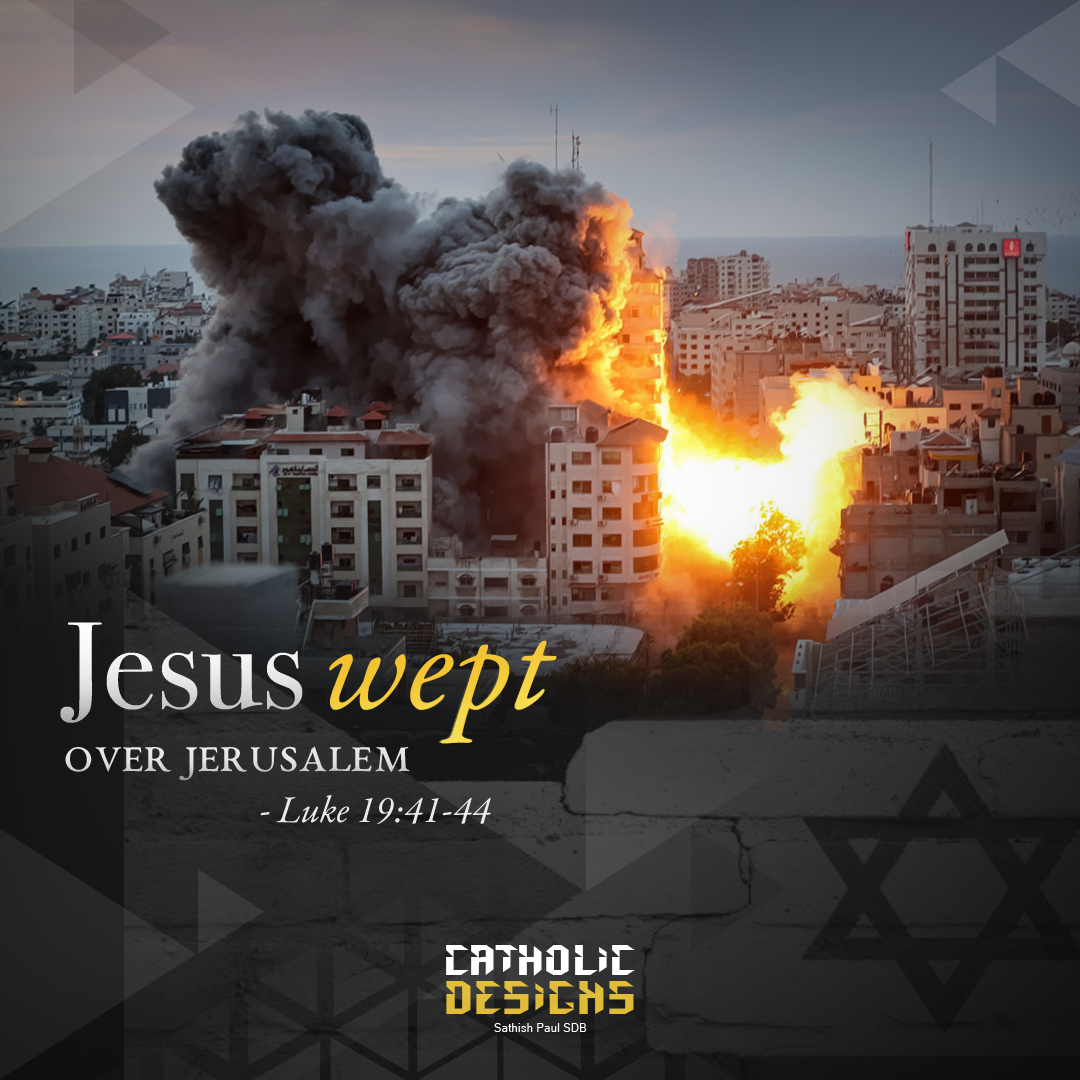 Jesus wept
OVER JERUSALEM
- Luke 19:41-44
CATHOLIC
DESIGNS
Sathish Paul SDB